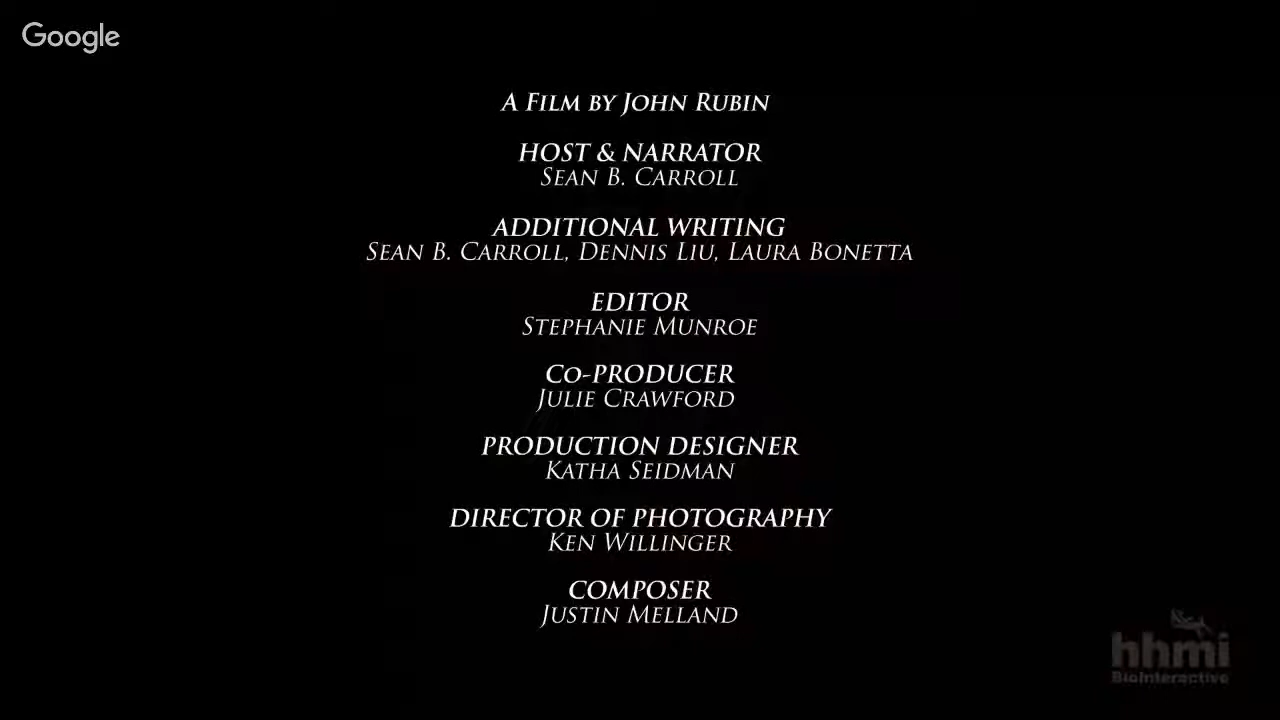 Google
A FILM BY JOHN RUBIN
HOST & NARRATOR
SEAN B. CARROLL
ADDITIONAL WRITING
SEAN B. CARROLL, DENNIS LIU, LAURA BONETTA
EDITOR
STEPHANIE MUNROE
CO-PRODUCER
JULIE CRAWFORD
PRODUCTION DESIGNER
KATHA SEIDMAN
DIRECTOR OF PHOTOGRAPHY
KEN WILLINGER
COMPOSER
JUSTIN MELLAND
hhmi
BioInteractive